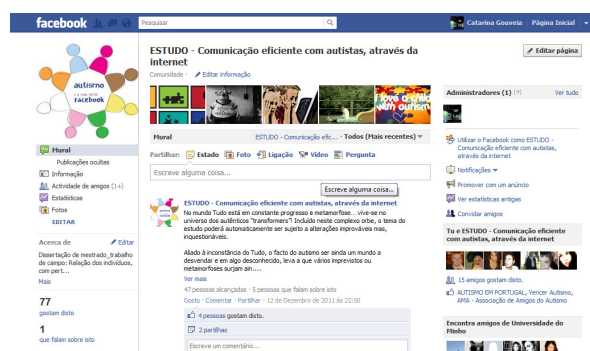 facebook
Pesquisar
Catarina Gouveia
Página Inicial
autismo
e a rede social
facebook
ESTUDO - Comunicação eficiente com autistas, através da
internet
Comunidade · Editar informação
Editar página
I love a child
with autism
Mural
ESTUDO - Comunicação efic... · Todos (Mais recentes)
Partilhar: Estado Foto Ligação Vídeo Pergunta
Escreve alguma coisa...
Escreve alguma coisa...
Mural
Publicações ocultas
Informação
Actividade de amigos (1+)
Estatísticas
Fotos
EDITAR
Acerca de
Editar
Dissertação de mestrado_trabalho
de campo: Relação dos indivíduos,
com pert...
Mais
77
gostam disto
1
que falam sobre isto
ESTUDO - Comunicação eficiente com autistas, através da internet
No mundo Tudo está em constante progresso e metamorfose... vive-se no
universo dos autênticos "transformers"! Incluído neste complexo orbe, o tema do
estudo poderá automaticamente ser sujeito a alterações improváveis mas,
inquestionáveis.
Aliado à inconstância do Tudo, o facto do autismo ser ainda um mundo a
desvendar e em algo desconhecido, leva a que vários imprevistos ou
metamorfoses surjam ain....
Ver mais
47 pessoas alcançadas · 5 pessoas que falam sobre isto
Gosto · Comentar · Partilhar · 12 de Dezembro de 2011 às 22:50
4 pessoas gostam disto.
2 partilhas
Escreve um comentário...
Administradores (1) [?]
Ver tudo
Utilizar o Facebook como ESTUDO -
Comunicação eficiente com autistas,
através da internet
Notificações
Promover com um anúncio
Ver estatísticas antigas
Convidar amigos
Tu e ESTUDO - Comunicação eficiente
com autistas, através da internet
15 amigos gostam disto.
AUTISMO EM PORTUGAL, Vencer Autismo,
AMA - Associação de Amigos do Autismo
Encontra amigos de Universidade do
Minho